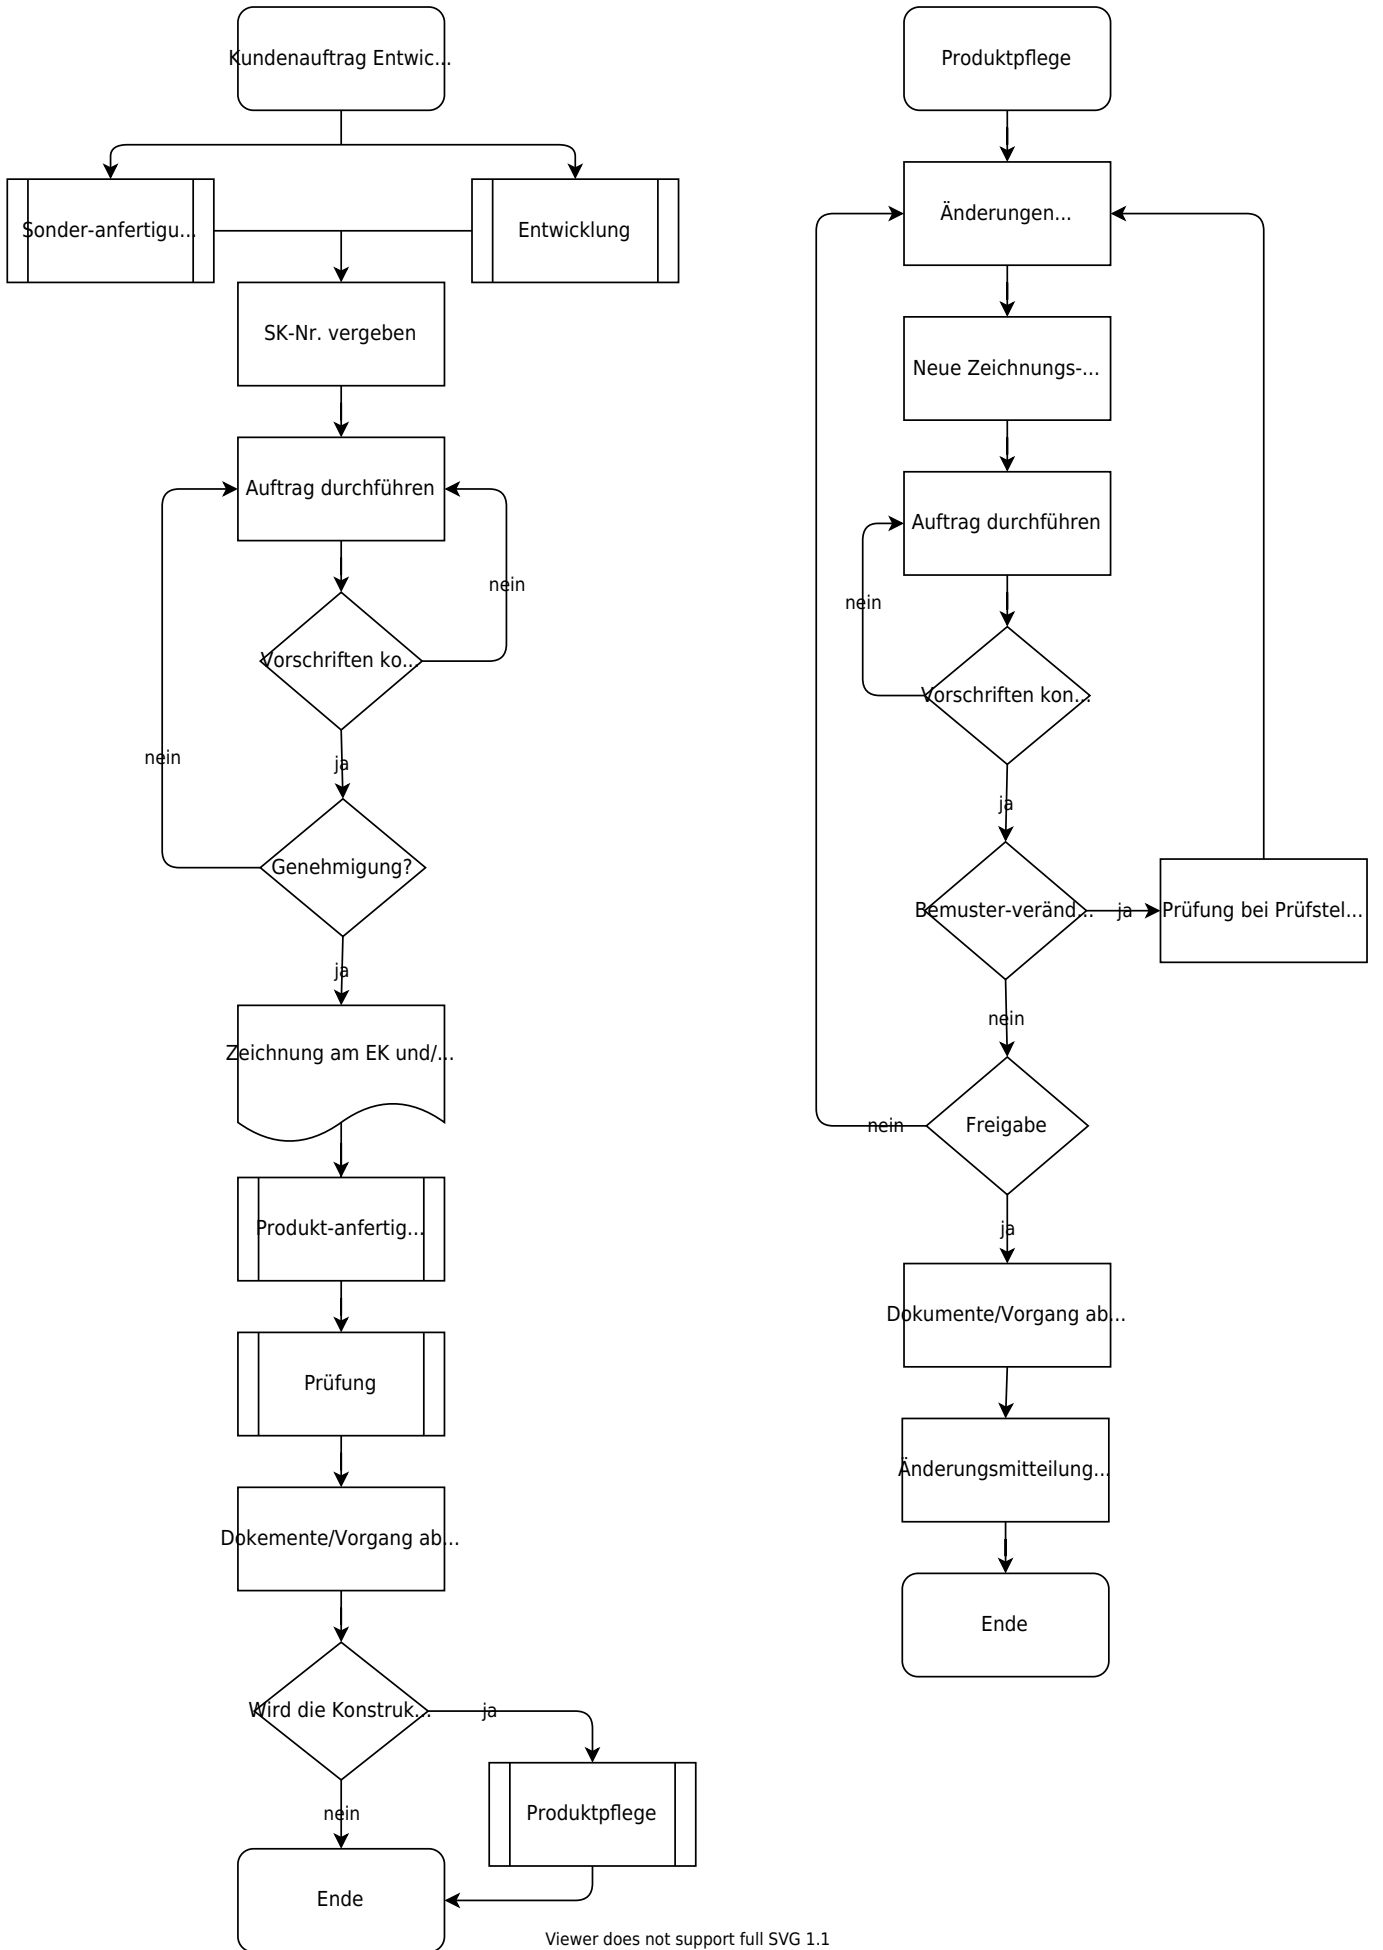 Kundenauftrag Entwic...
Sonder-anfertigu...
Entwicklung
SK-Nr. vergeben
Auftrag durchführen
nein
Vorschriften ko...
nein
ja
Genehmigung?
ja
Zeichnung am EK und/...
Produkt-anfertig...
Prüfung
Dokemente/Vorgang ab...
Wird die Konstruk...
ja
nein
Produktpflege
Ende
Produktpflege
Änderungen...
Neue Zeichnungs-...
Auftrag durchführen
nein
Vorschriften kon...
ja
Bemuster-veränd...
ja
Prüfung bei Prüfstel...
nein
Freigabe
nein
ja
Dokumente/Vorgang ab...
Änderungsmitteilung...
Ende
Viewer does not support full SVG 1.1